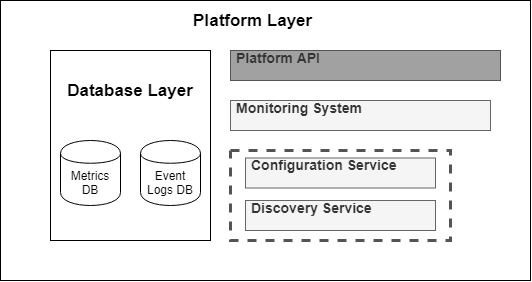 Platform Layer
Database Layer
Metrics
DB
Event
Logs DB
Platform API
Monitoring System
Configuration Service
Discovery Service